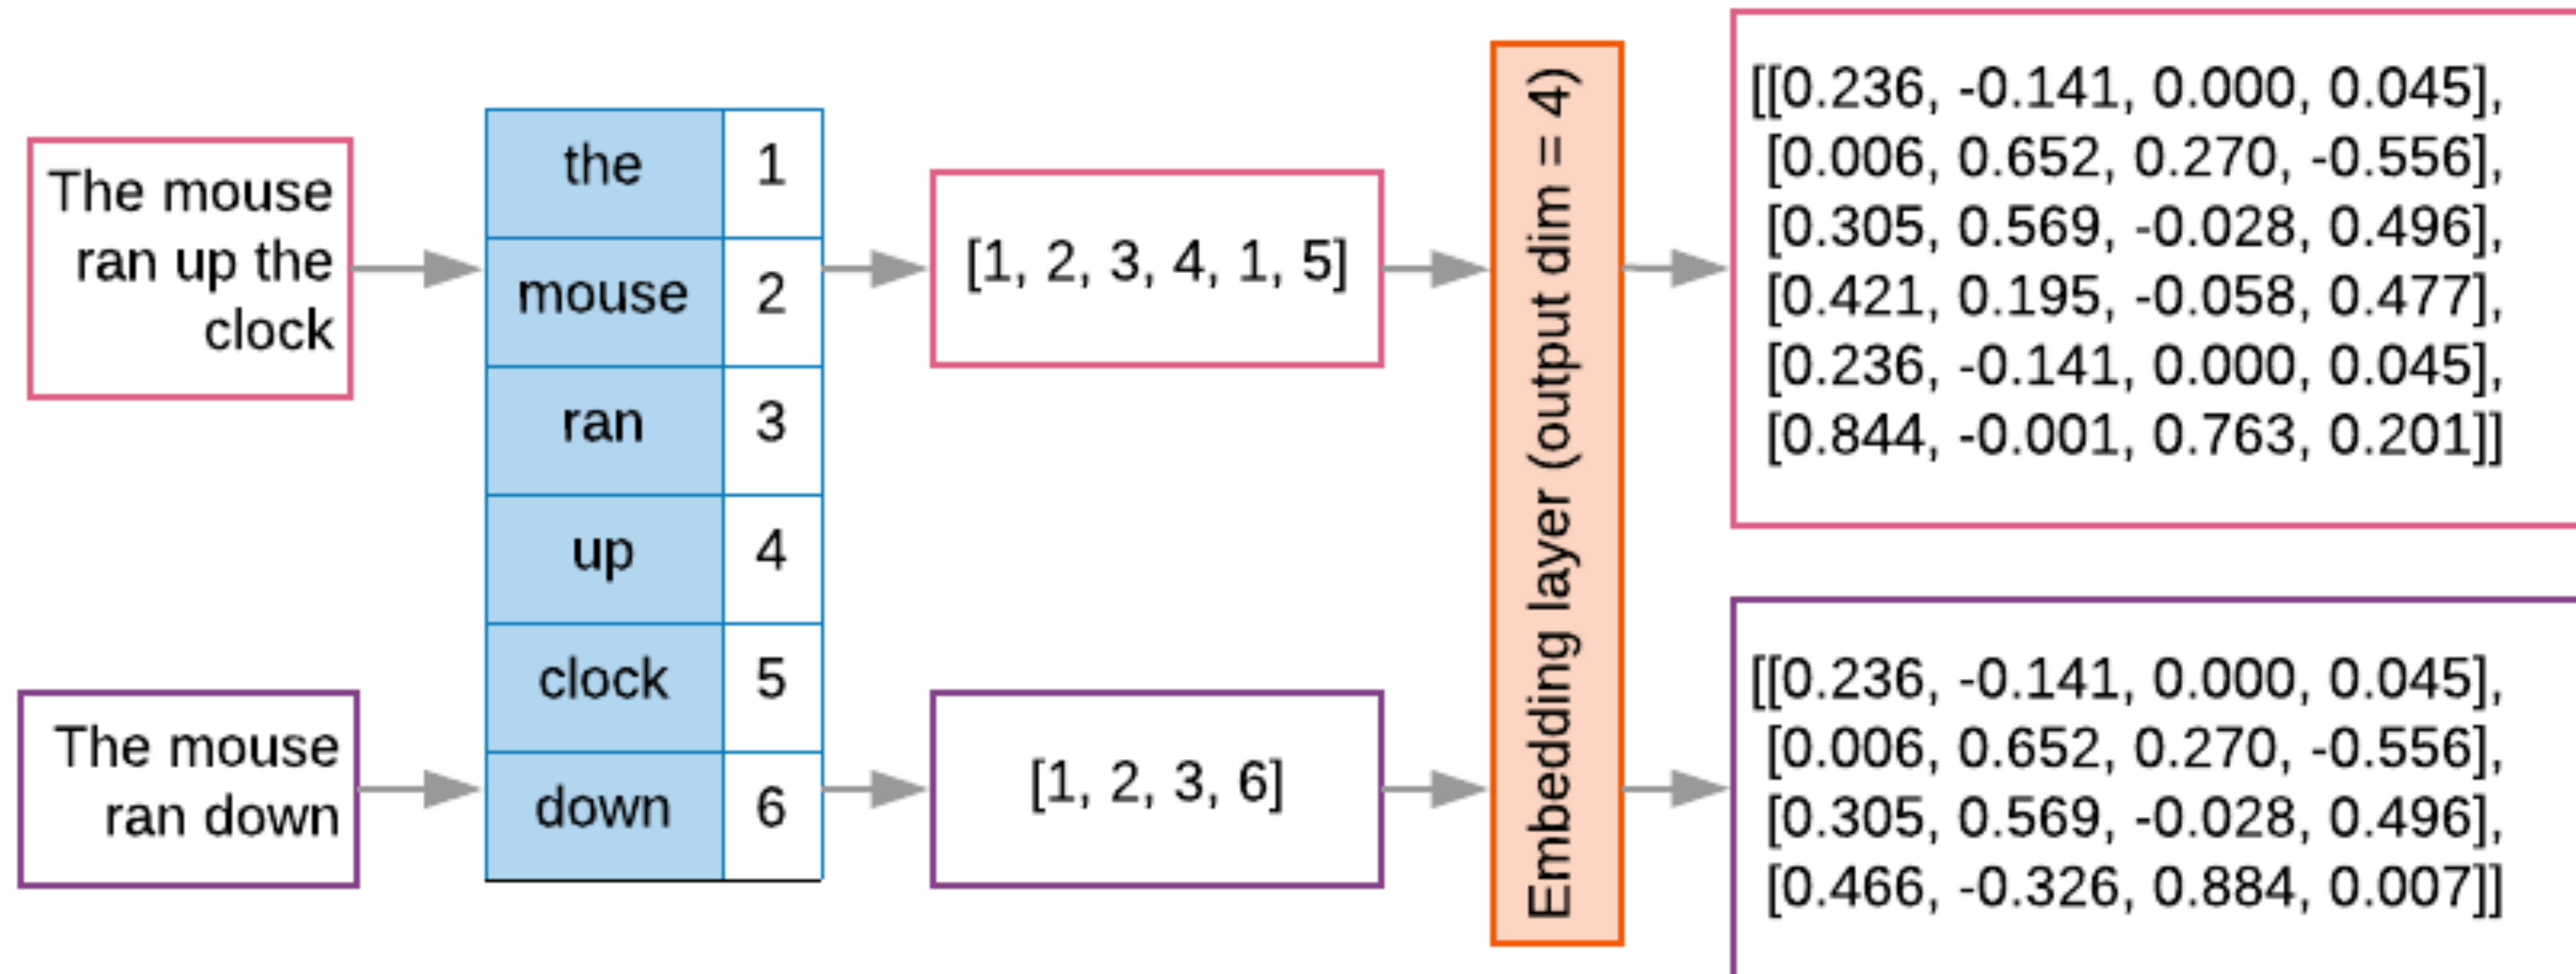 The mouse
ran up the
clock
the 1
mouse 2
ran 3
up 4
clock 5
down 6
[1, 2, 3, 4, 1, 5]
Embedding layer (output dim = 4)
[[0.236, -0.141, 0.000, 0.045],
[0.006, 0.652, 0.270, -0.556],
[0.305, 0.569, -0.028, 0.496],
[0.421, 0.195, -0.058, 0.477],
[0.236, -0.141, 0.000, 0.045],
[0.844, -0.001, 0.763, 0.201]]
The mouse
ran down
[1, 2, 3, 6]
[[0.236, -0.141, 0.000, 0.045],
[0.006, 0.652, 0.270, -0.556],
[0.305, 0.569, -0.028, 0.496],
[0.466, -0.326, 0.884, 0.007]]